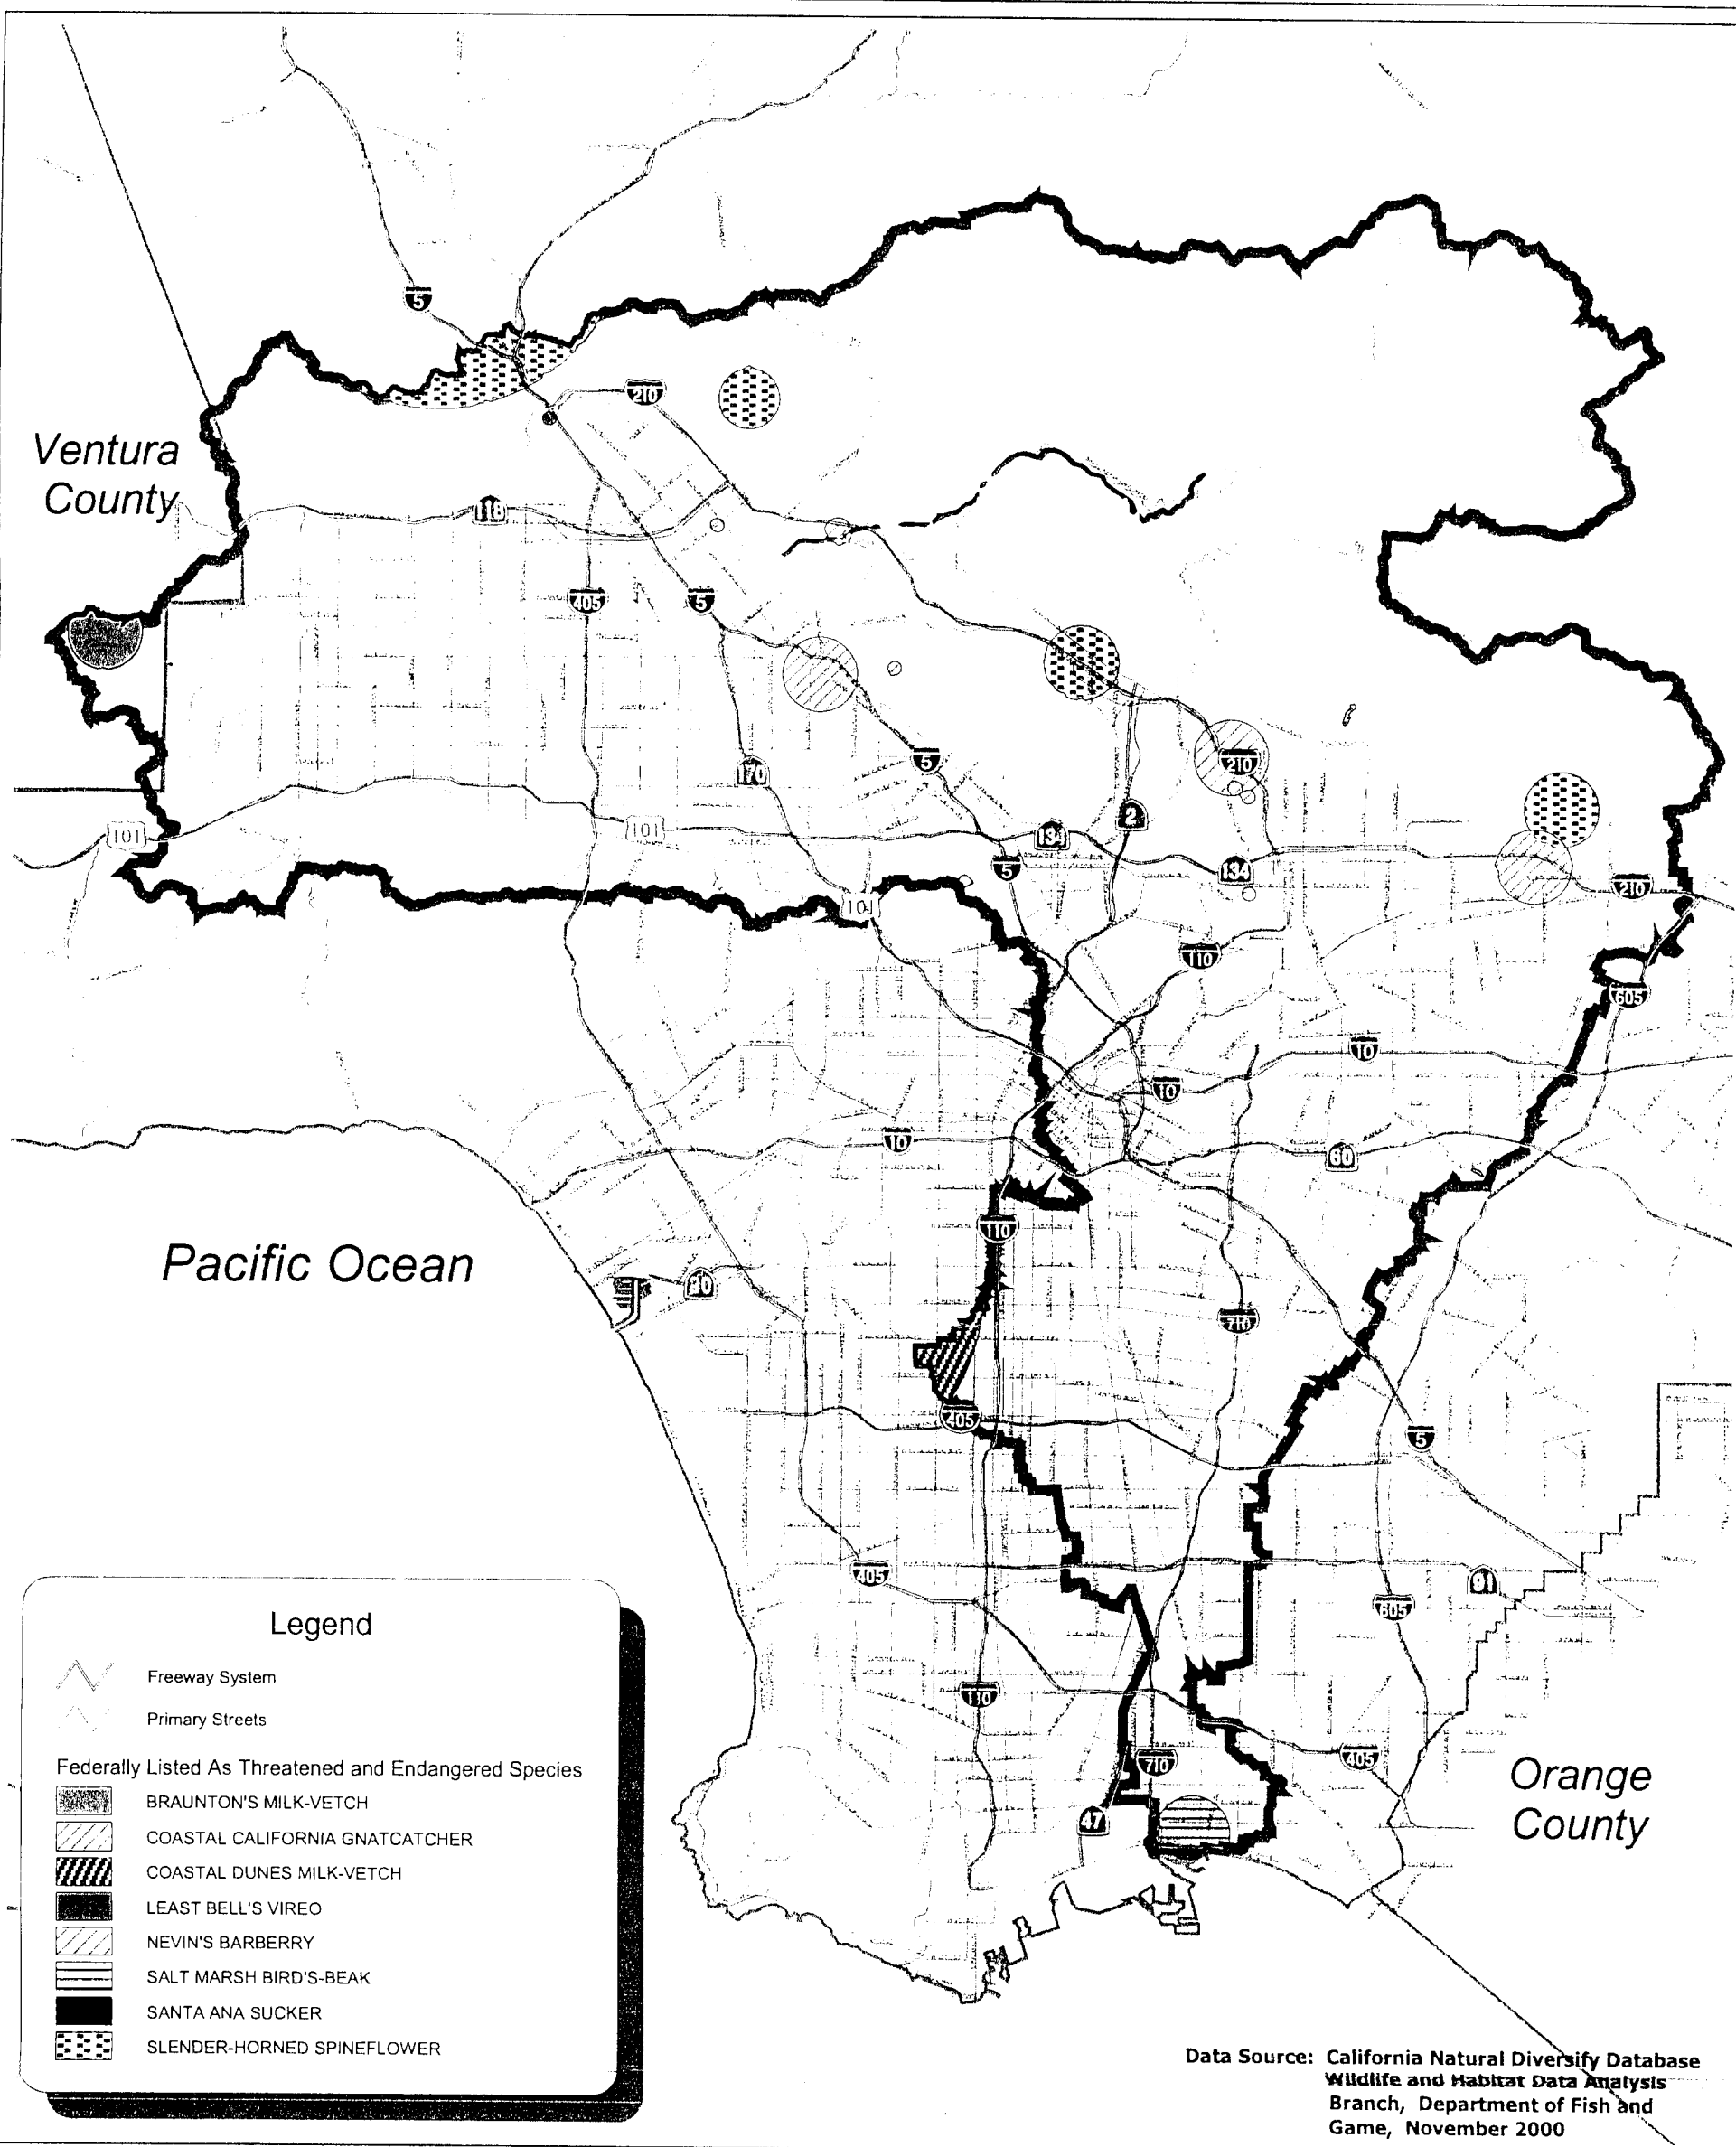 5
210
Ventura
County
118
405
5
170
5
210
101
101
134
2
5
134
101
210
110
605
10
10
10
60
110
Pacific Ocean
90
710
405
5
405
91
605
110
405
710
47
Orange
County
Legend
Freeway System
Primary Streets
Federally Listed As Threatened and Endangered Species
BRAUNTON'S MILK-VETCH
COASTAL CALIFORNIA GNATCATCHER
COASTAL DUNES MILK-VETCH
LEAST BELL'S VIREO
NEVIN'S BARBERRY
SALT MARSH BIRD'S-BEAK
SANTA ANA SUCKER
SLENDER-HORNED SPINEFLOWER
Data Source: California Natural Diversify Database
Wildlife and Habitat Data Analysis
Branch, Department of Fish and
Game, November 2000